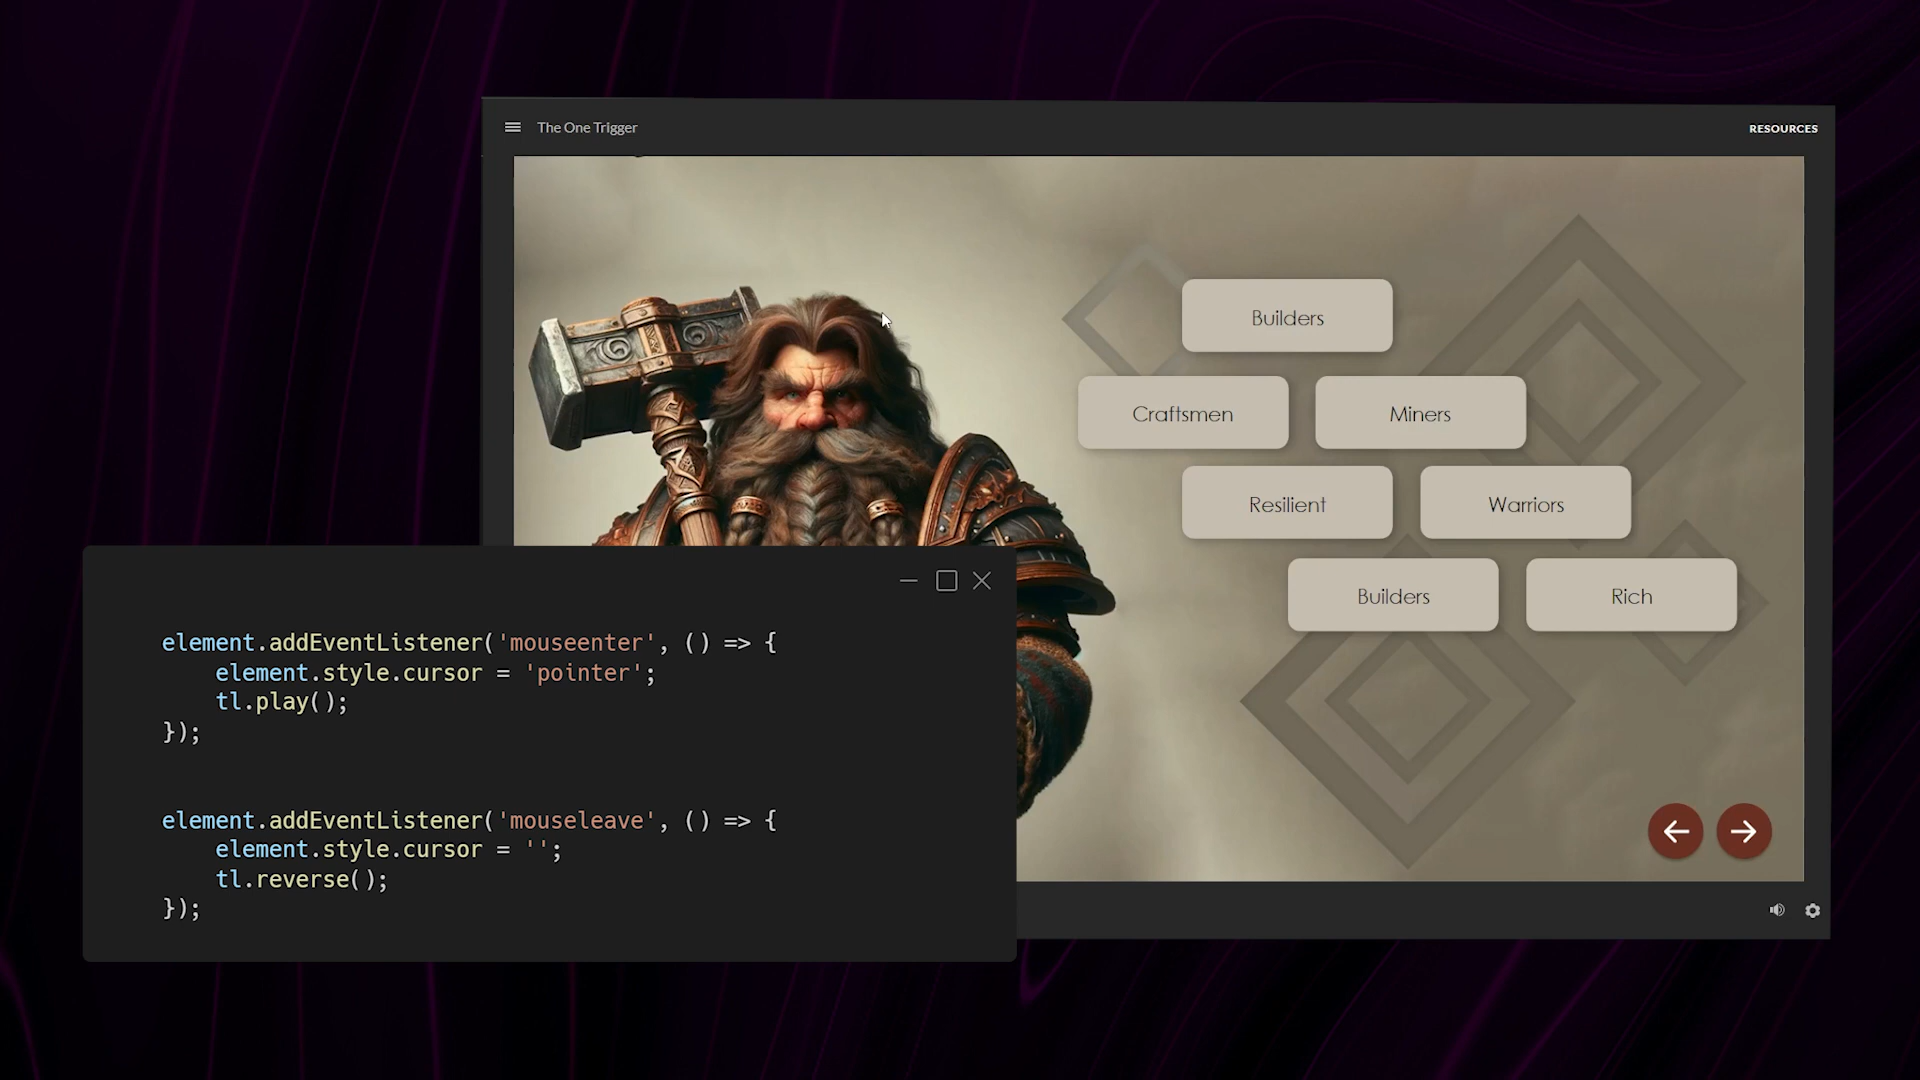 The One Trigger
RESOURCES
Builders
Craftsmen
Miners
Resilient
Warriors
Builders
Rich
element.addEventListener('mouseenter', () => {
    element.style.cursor = 'pointer';
    tl.play();
});
element.addEventListener('mouseleave', () => {
    element.style.cursor = '';
    tl.reverse();
});